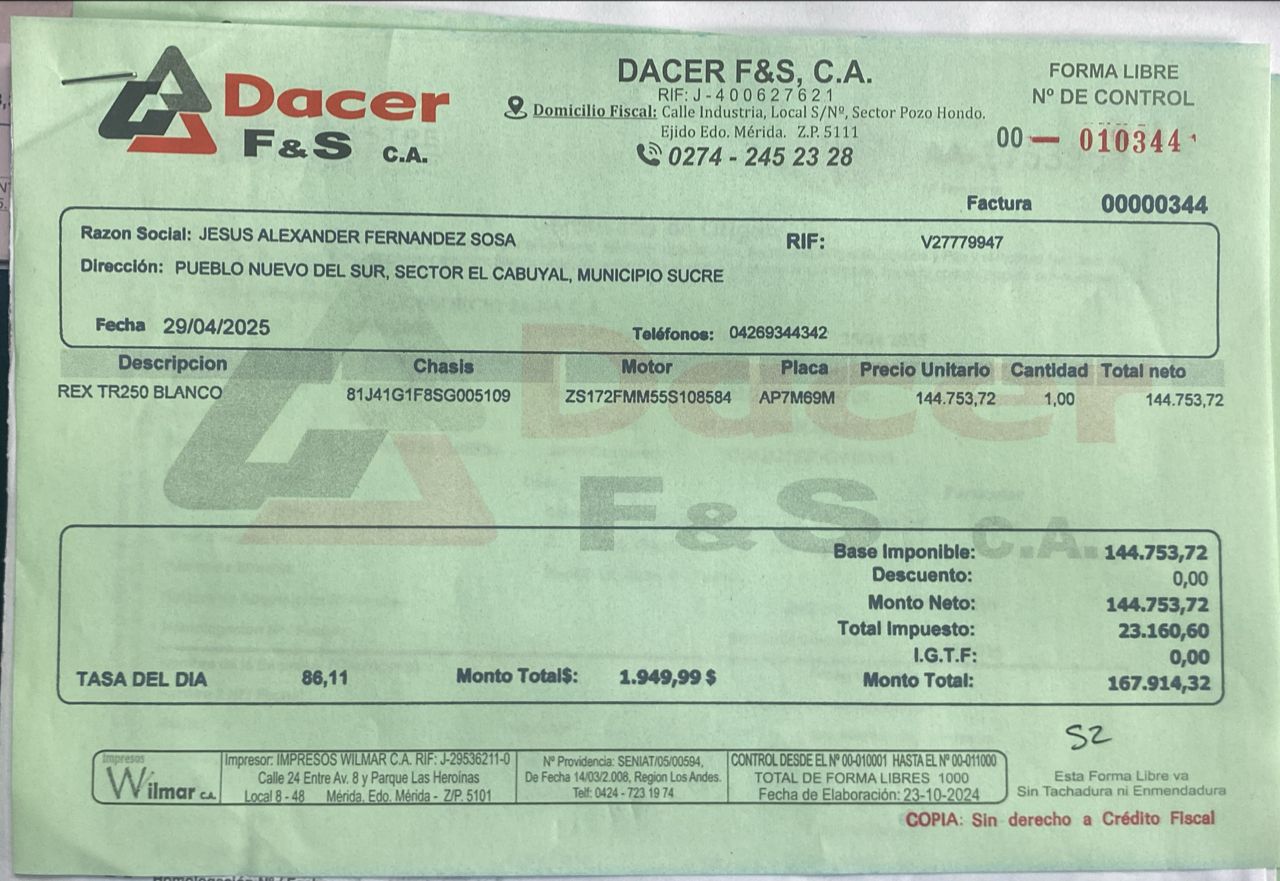 Dacer
F&S C.A.
DACER F&S, C.A.
RIF: J-400627621
Domicilio Fiscal: Calle Industria, Local S/Nº, Sector Pozo Hondo.
Ejido Edo. Mérida. Z.P. 5111
0274 - 245 23 28
FORMA LIBRE
Nº DE CONTROL
00 — 010344
Factura 00000344
Razon Social: JESUS ALEXANDER FERNANDEZ SOSA RIF: V27779947
Dirección: PUEBLO NUEVO DEL SUR, SECTOR EL CABUYAL, MUNICIPIO SUCRE
Fecha 29/04/2025 Teléfonos: 04269344342
Descripcion Chasis Motor Placa Precio Unitario Cantidad Total neto
REX TR250 BLANCO 81J41G1F8SG005109 ZS172FMM55S108584 AP7M69M 144.753,72 1,00 144.753,72
Dacer
F&S C.A.
Base Imponible: 144.753,72
Descuento: 0,00
Monto Neto: 144.753,72
Total Impuesto: 23.160,60
I.G.T.F: 0,00
TASA DEL DIA 86,11 Monto Total$: 1.949,99 $ Monto Total: 167.914,32
S2
Impresos
Wilmar C.A.
Impresor: IMPRESOS WILMAR C.A. RIF: J-29536211-0
Calle 24 Entre Av. 8 y Parque Las Heroinas
Local 8 - 48 Mérida. Edo. Mérida - Z/P. 5101
Nº Providencia: SENIAT/05/00594,
De Fecha 14/03/2.008, Region Los Andes.
Telf: 0424 - 723 19 74
CONTROL DESDE EL Nº 00-010001 HASTA EL Nº 00-011000
TOTAL DE FORMA LIBRES 1000
Fecha de Elaboración: 23-10-2024
Esta Forma Libre va
Sin Tachadura ni Enmendadura
COPIA: Sin derecho a Crédito Fiscal